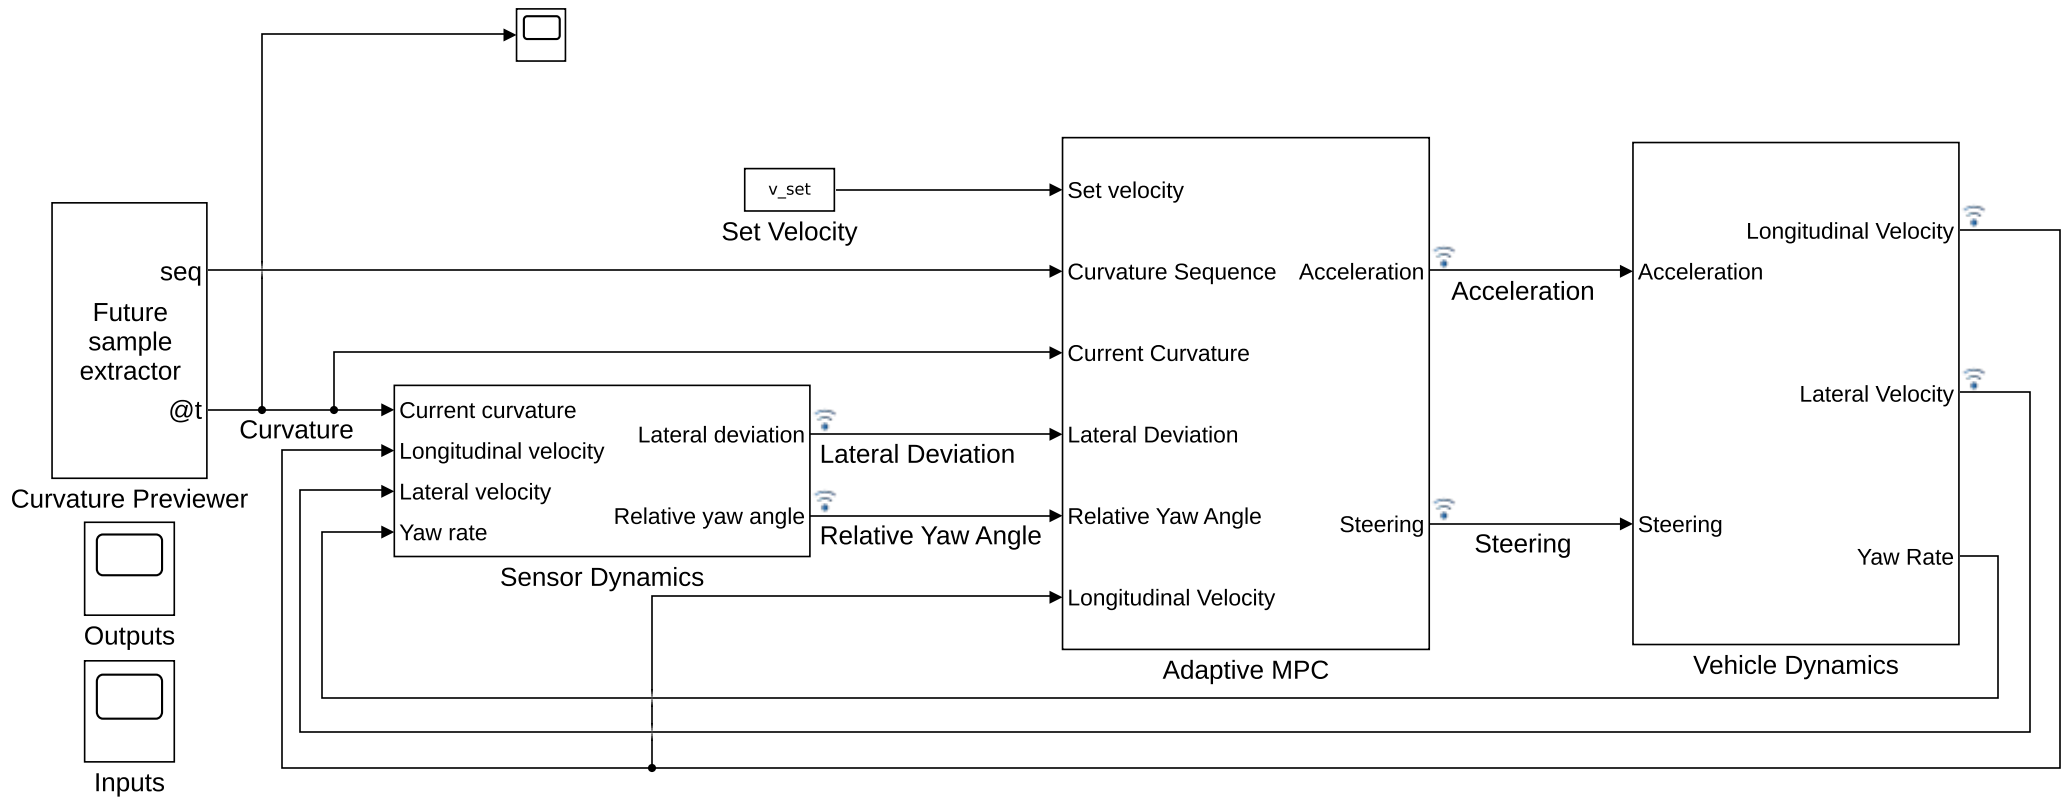 v_set
Set Velocity
seq
Future
sample
extractor
@t
Curvature Previewer
Curvature
Outputs
Inputs
Current curvature
Longitudinal velocity
Lateral velocity
Yaw rate
Lateral deviation
Relative yaw angle
Sensor Dynamics
Lateral Deviation
Relative Yaw Angle
Set velocity
Curvature Sequence
Current Curvature
Lateral Deviation
Relative Yaw Angle
Longitudinal Velocity
Acceleration
Steering
Adaptive MPC
Acceleration
Steering
Acceleration
Steering
Longitudinal Velocity
Lateral Velocity
Yaw Rate
Vehicle Dynamics